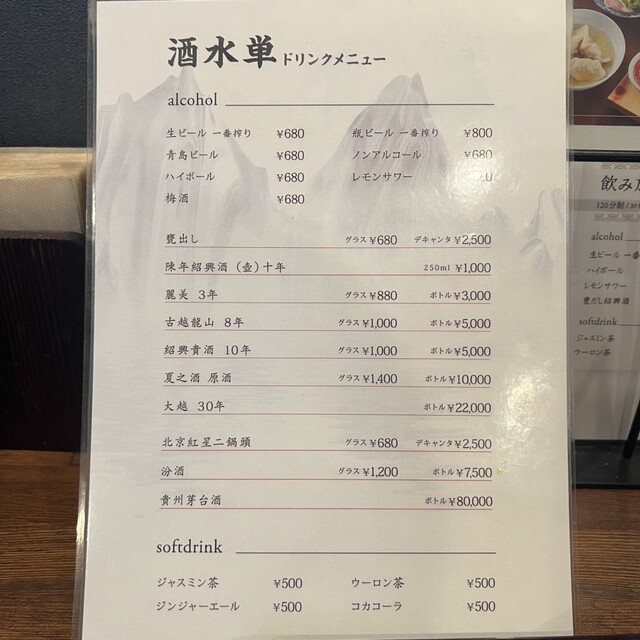 酒水単 ドリンクメニュー
alcohol
生ビール 一番搾り ¥680 瓶ビール 一番搾り ¥800
青島ビール ¥680 ノンアルコール ¥680
ハイボール ¥680 レモンサワー
梅酒 ¥680
甕出し グラス¥680 デキャンタ¥2,500
陳年紹興酒 (壺)十年 250ml ¥1,000
麗美 3年 グラス¥880 ボトル¥3,000
古越龍山 8年 グラス¥1,000 ボトル¥5,000
紹興貴酒 10年 グラス¥1,000 ボトル¥5,000
夏之酒 原酒 グラス¥1,400 ボトル¥10,000
大越 30年 ボトル¥22,000
北京紅星二鍋頭 グラス¥680 デキャンタ¥2,500
汾酒 グラス¥1,200 ボトル¥7,500
貴州芽台酒 ボトル¥80,000
softdrink
ジャスミン茶 ¥500 ウーロン茶 ¥500
ジンジャーエール ¥500 コカコーラ ¥500
飲み
120分制
alcohol
生ビール 一番
ハイボール
レモンサワー
甕だし紹興酒
softdrink
ジャスミン茶
ウーロン茶